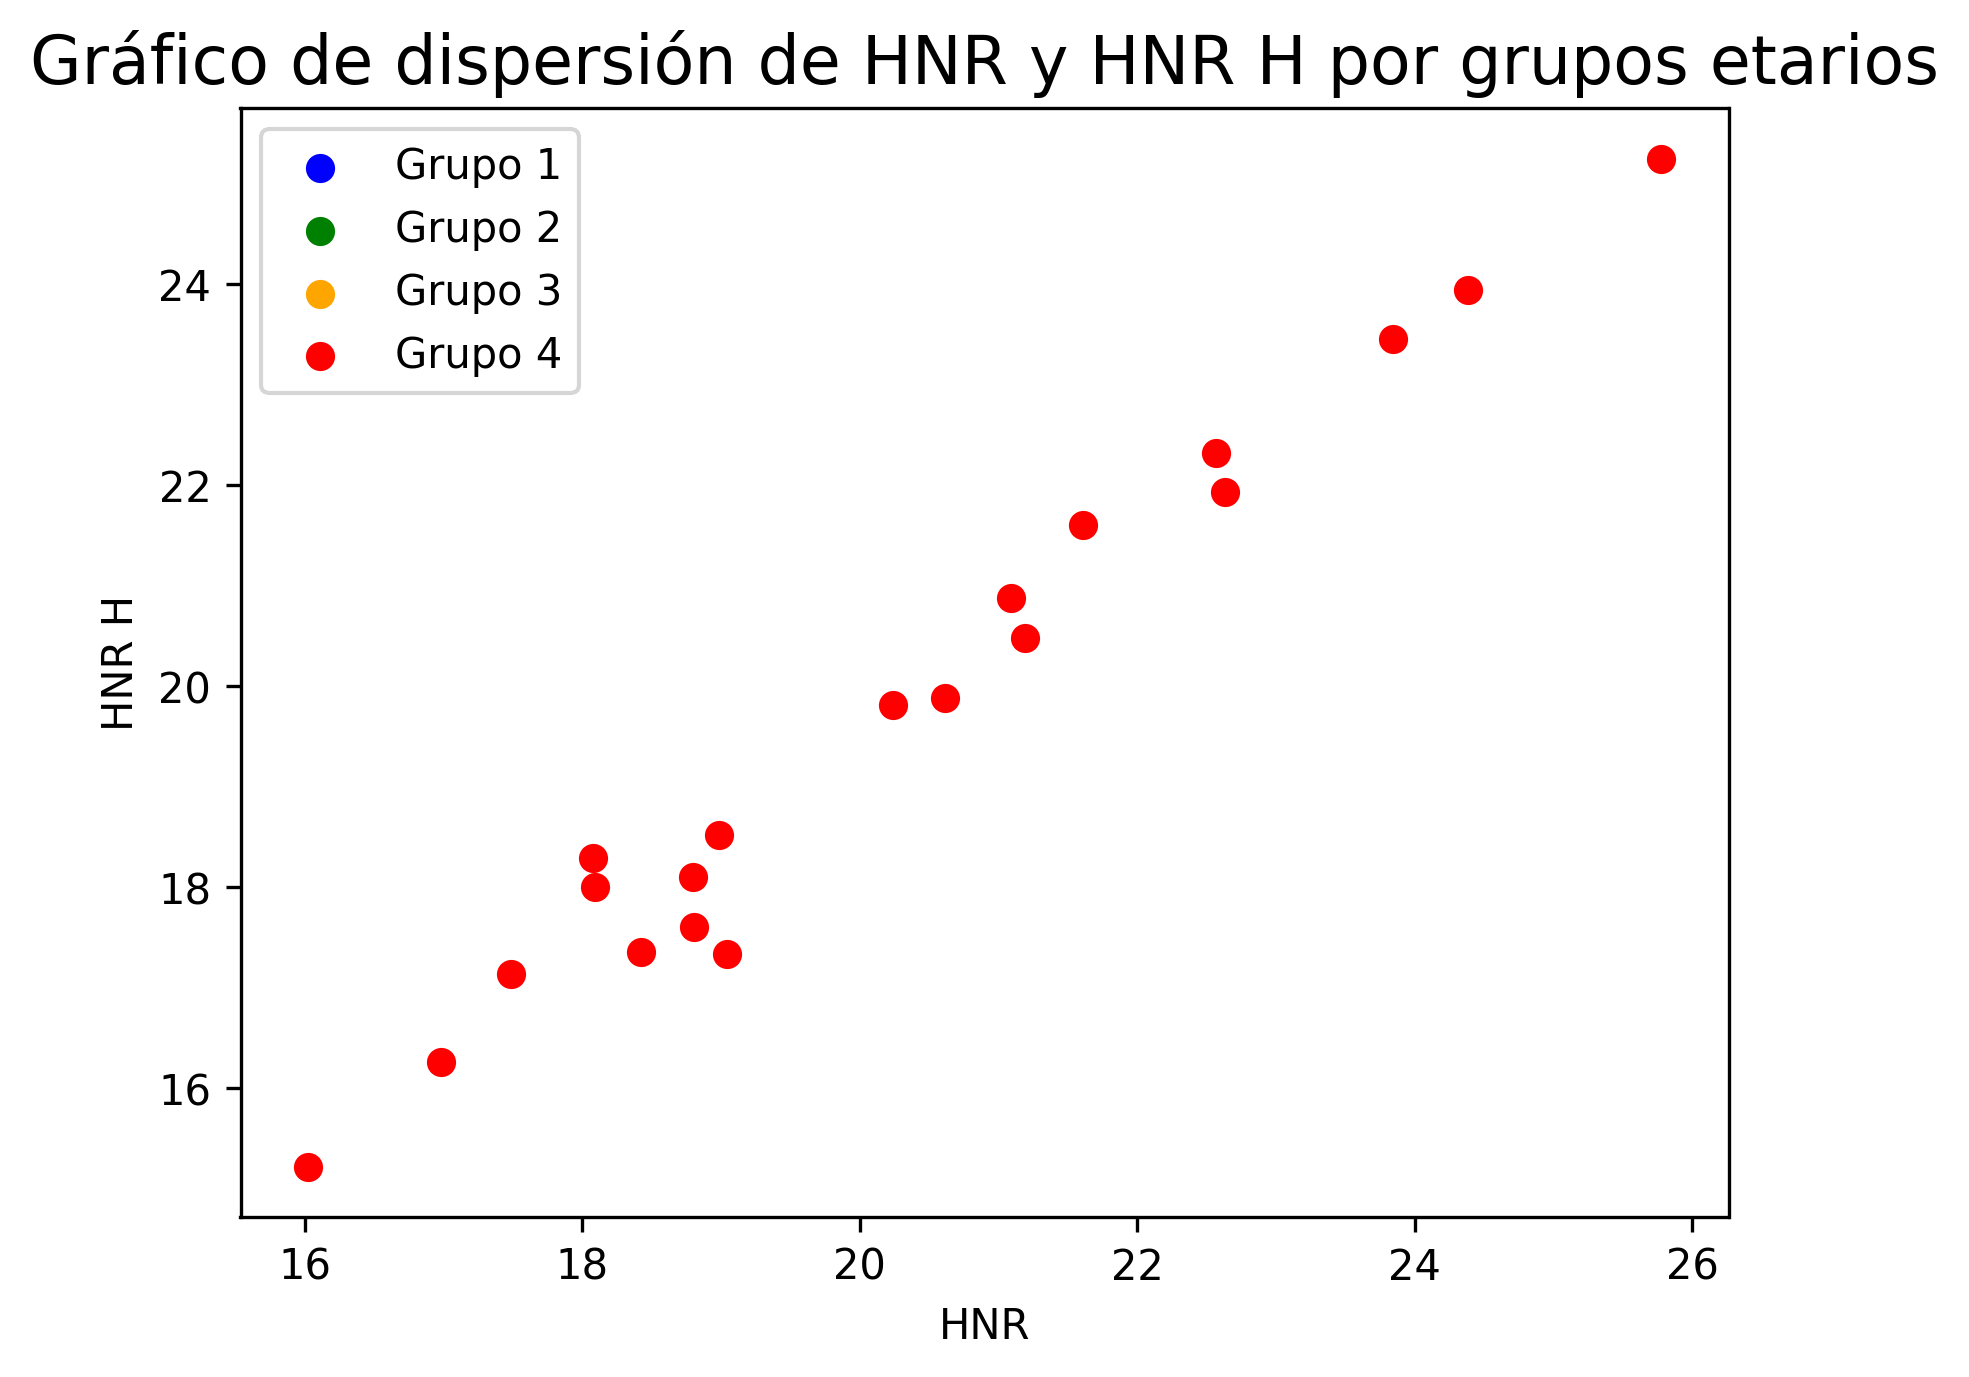 Gráfico de dispersión de HNR y HNR H por grupos etarios
Grupo 1
Grupo 2
Grupo 3
Grupo 4
24
22
20
18
16
HNR H
16 18 20 22 24 26
HNR